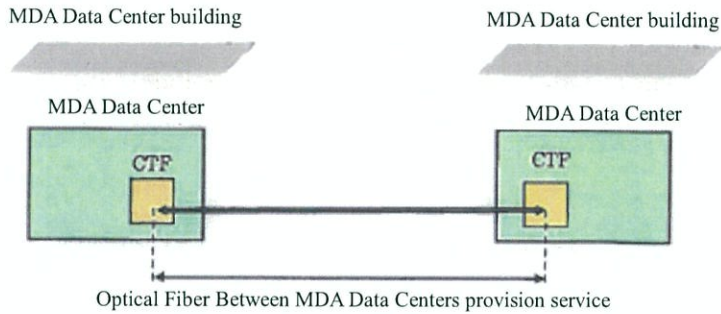 MDA Data Center building
MDA Data Center building
MDA Data Center
MDA Data Center
CTF
CTF
Optical Fiber Between MDA Data Centers provision service